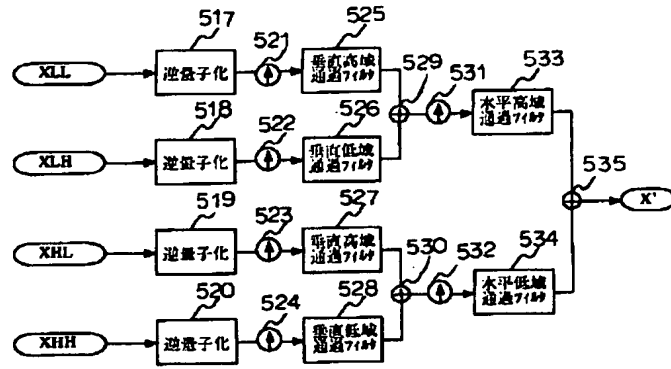 517
521
525
XLL
逆量子化
垂直高域
通過フィルタ
529
531
533
水平高域
通過フィルタ
518
522
526
XLH
逆量子化
垂直低域
通過フィルタ
535
X'
519
523
527
XHL
逆量子化
垂直高域
通過フィルタ
530
532
534
水平低域
通過フィルタ
520
524
528
XHH
逆量子化
垂直低域
通過フィルタ